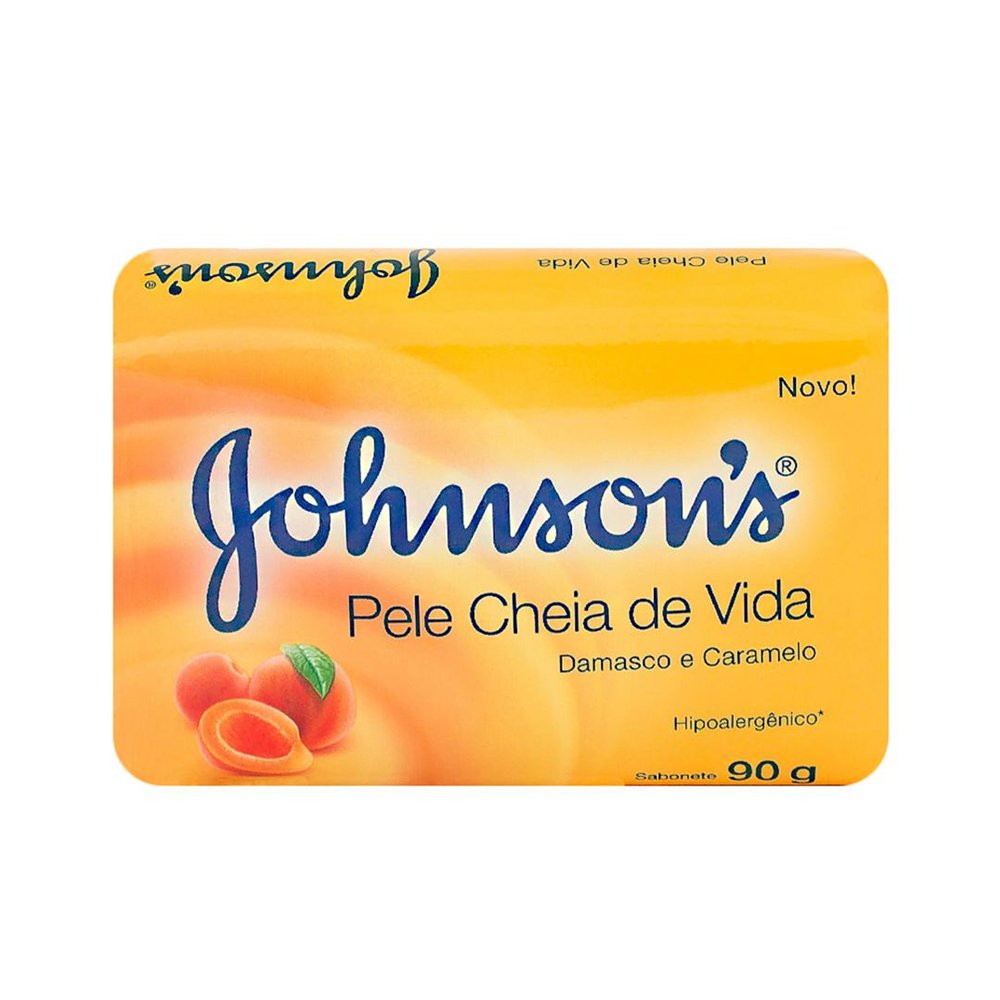 Johnson's®
Pele Cheia de Vida
Novo!
Johnson's®
Pele Cheia de Vida
Damasco e Caramelo
Hipoalergênico*
Sabonete 90 g